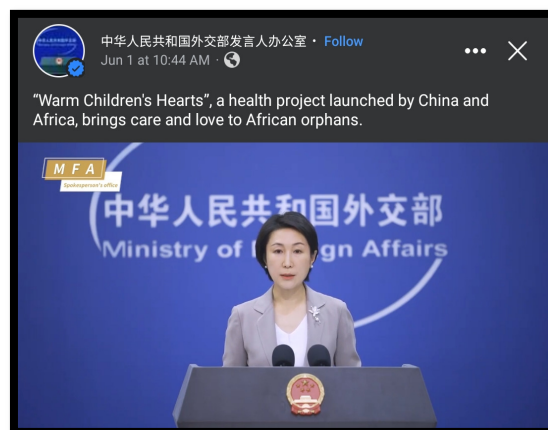 中华人民共和国外交部发言人办公室 · Follow
Jun 1 at 10:44 AM ·
“Warm Children's Hearts”, a health project launched by China and
Africa, brings care and love to African orphans.
MFA
Spokesperson's office
中华人民共和国外交部
Ministry of gn Affairs